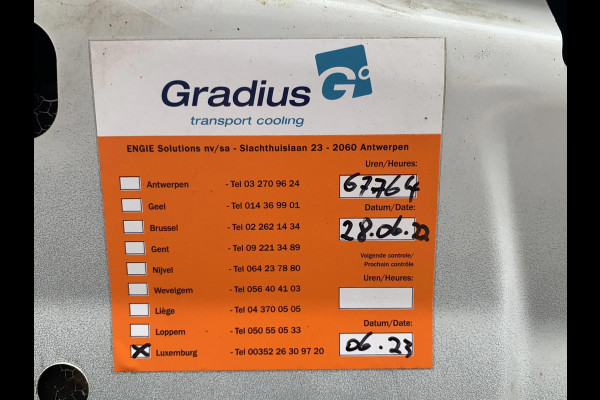 Gradius G°
transport cooling
ENGIE Solutions nv/sa - Slachthuislaan 23 - 2060 Antwerpen
Uren/Heures:
Antwerpen - Tel 03 270 96 24 67764
Geel - Tel 014 36 99 01 Datum/Date:
Brussel - Tel 02 262 14 34 28.06.22
Gent - Tel 09 221 34 89 Volgende controle/
Prochain contrôle
Nijvel - Tel 064 23 78 80 Uren/Heures:
Wevelgem - Tel 056 40 41 03
Liège - Tel 04 370 05 05
Loppem - Tel 050 55 05 33 Datum/Date:
X Luxemburg - Tel 00352 26 30 97 20 06.23